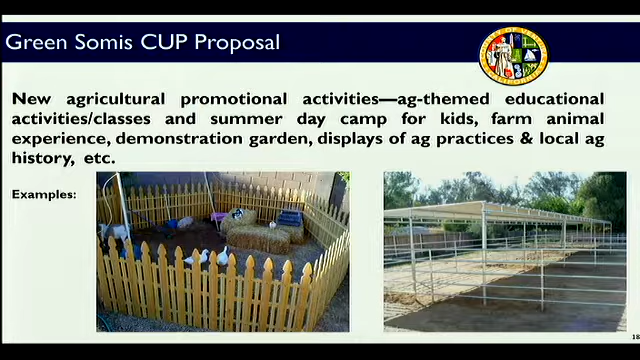 Green Somis CUP Proposal
New agricultural promotional activities—ag-themed educational
activities/classes and summer day camp for kids, farm animal
experience, demonstration garden, displays of ag practices & local ag
history, etc.
Examples:
18